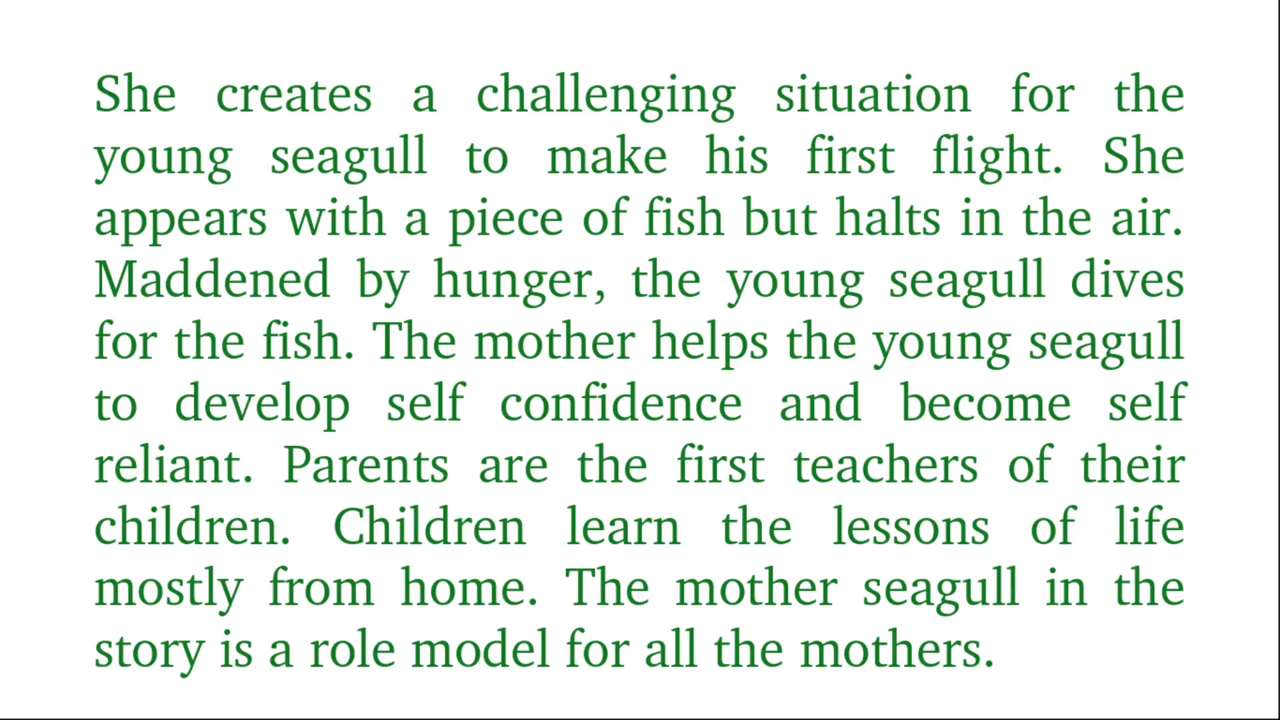 She creates a challenging situation for the
young seagull to make his first flight. She
appears with a piece of fish but halts in the air.
Maddened by hunger, the young seagull dives
for the fish. The mother helps the young seagull
to develop self confidence and become self
reliant. Parents are the first teachers of their
children. Children learn the lessons of life
mostly from home. The mother seagull in the
story is a role model for all the mothers.